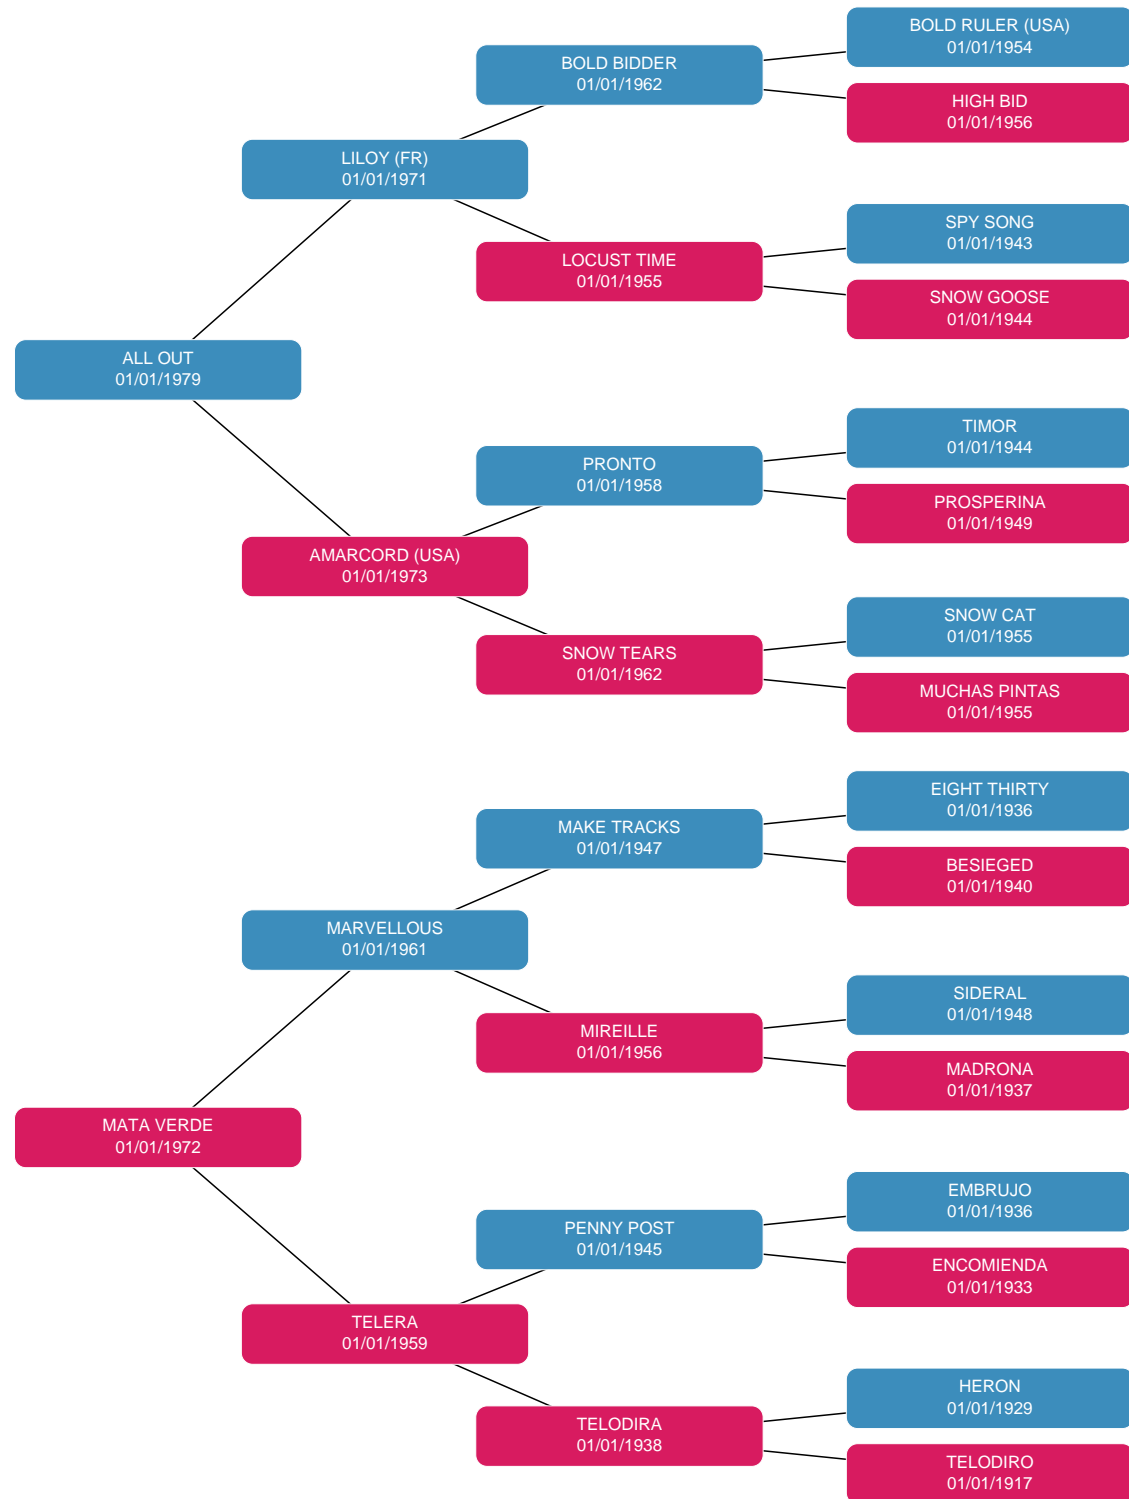 BOLD RULER (USA)
01/01/1954
BOLD BIDDER
01/01/1962
HIGH BID
01/01/1956
LILOY (FR)
01/01/1971
SPY SONG
01/01/1943
LOCUST TIME
01/01/1955
SNOW GOOSE
01/01/1944
ALL OUT
01/01/1979
TIMOR
01/01/1944
PRONTO
01/01/1958
PROSPERINA
01/01/1949
AMARCORD (USA)
01/01/1973
SNOW CAT
01/01/1955
SNOW TEARS
01/01/1962
MUCHAS PINTAS
01/01/1955
EIGHT THIRTY
01/01/1936
MAKE TRACKS
01/01/1947
BESIEGED
01/01/1940
MARVELLOUS
01/01/1961
SIDERAL
01/01/1948
MIREILLE
01/01/1956
MADRONA
01/01/1937
MATA VERDE
01/01/1972
EMBRUJO
01/01/1936
PENNY POST
01/01/1945
ENCOMIENDA
01/01/1933
TELERA
01/01/1959
HERON
01/01/1929
TELODIRA
01/01/1938
TELODIRO
01/01/1917